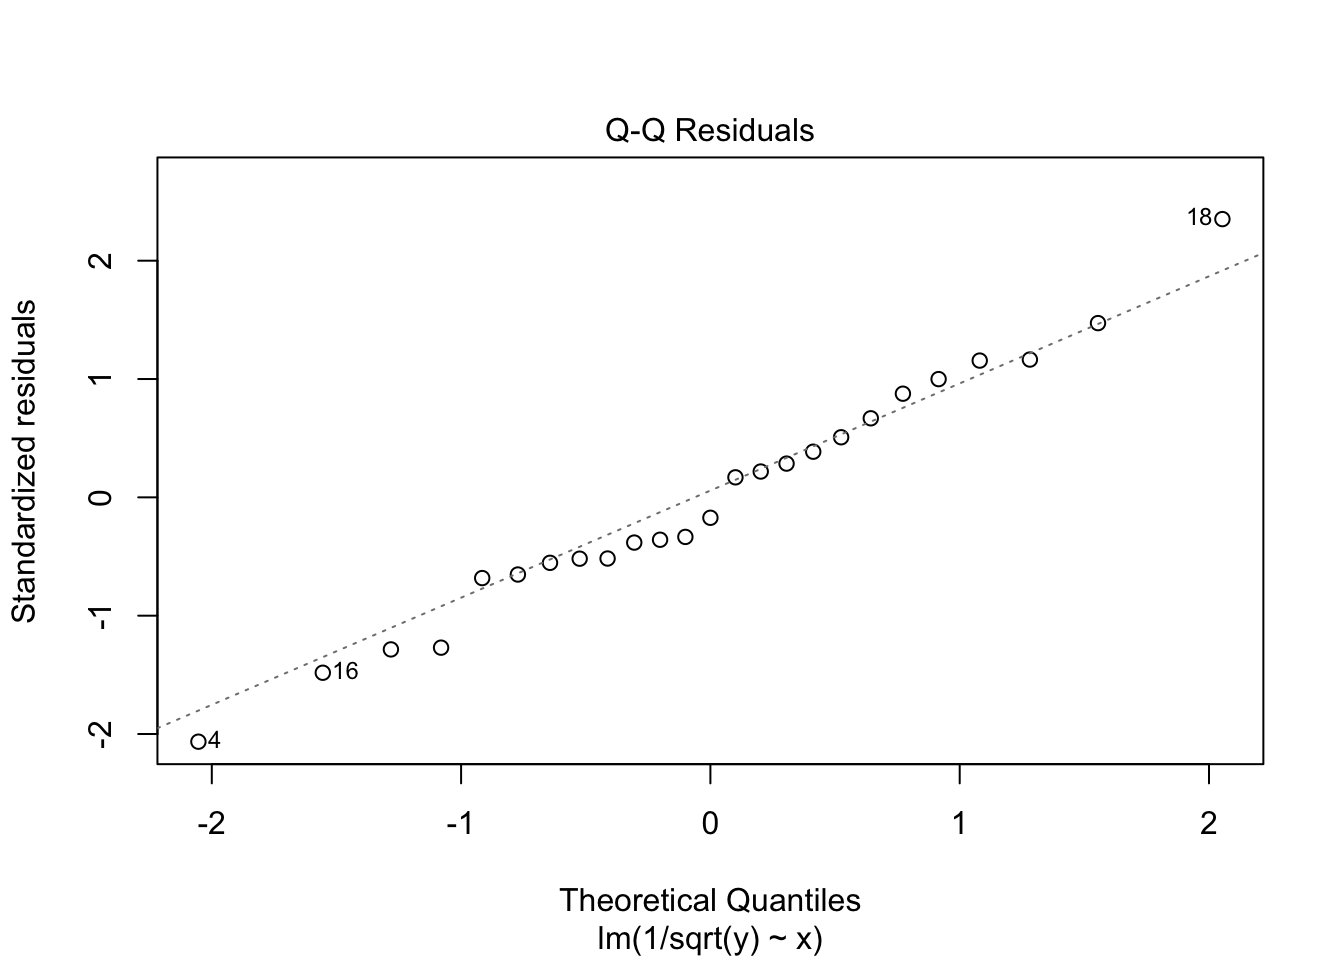 Q-Q Residuals
Standardized residuals
2
1
0
-1
-2
18
16
4
-2 -1 0 1 2
Theoretical Quantiles
lm(1/sqrt(y) ~ x)